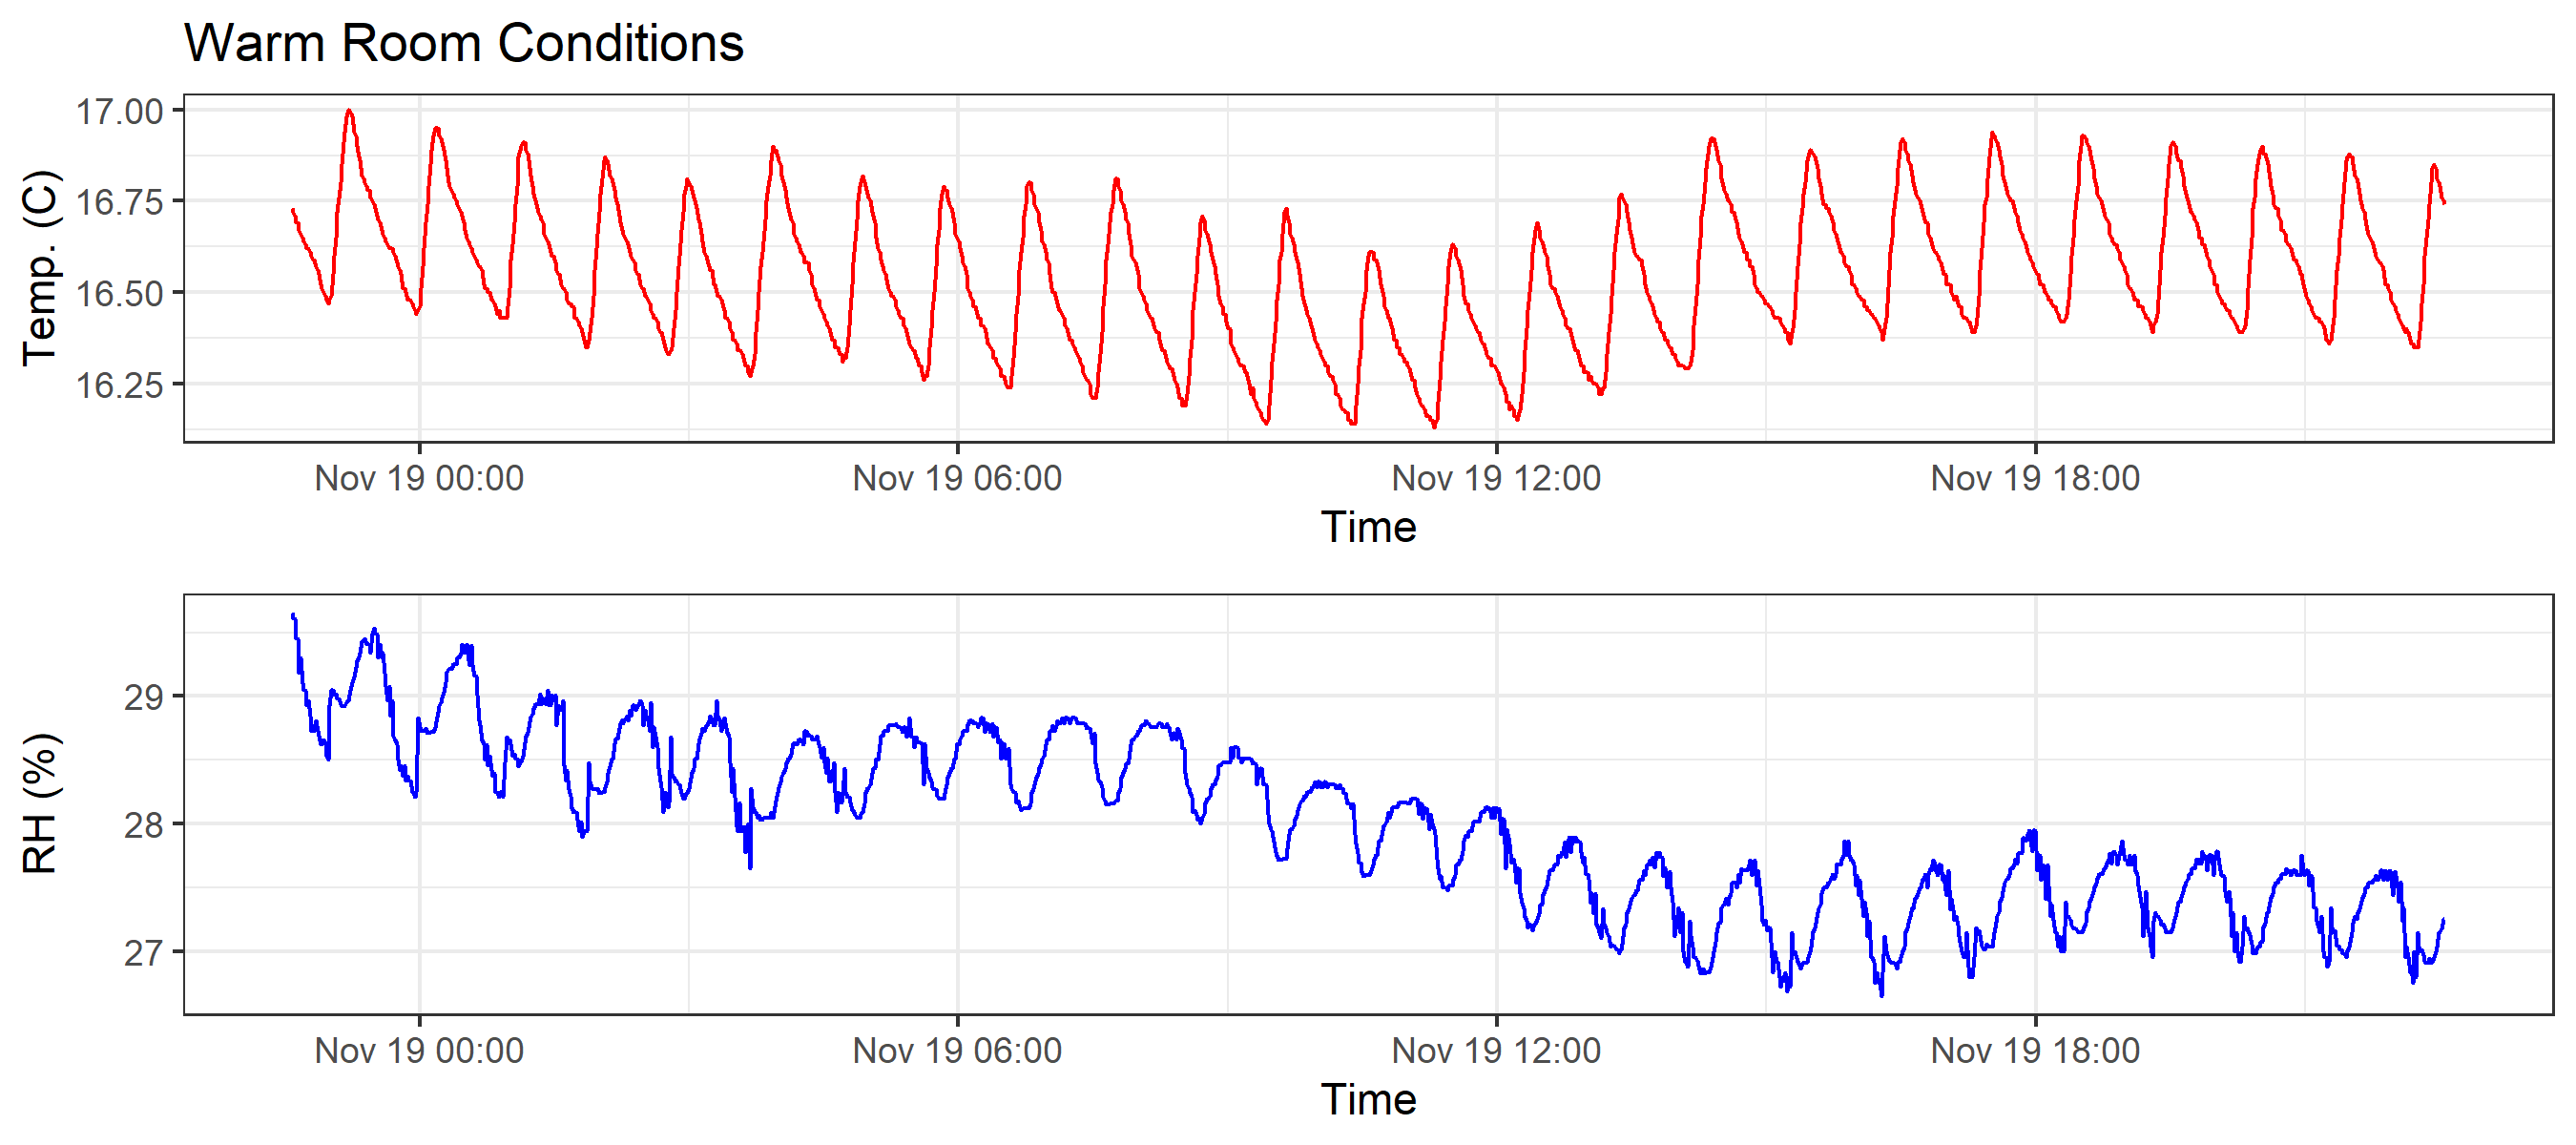 Warm Room Conditions
Temp. (C)
17.00
16.75
16.50
16.25
Nov 19 00:00 Nov 19 06:00 Nov 19 12:00 Nov 19 18:00
Time
RH (%)
29
28
27
Nov 19 00:00 Nov 19 06:00 Nov 19 12:00 Nov 19 18:00
Time